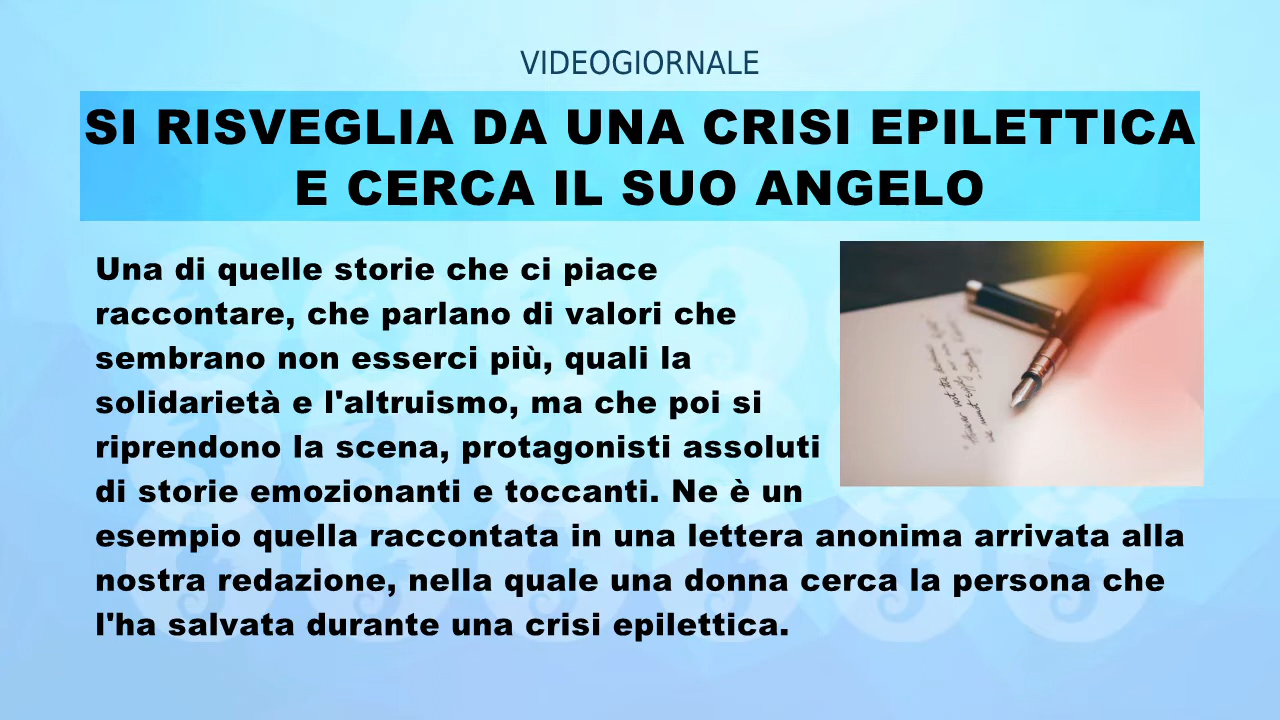 VIDEOGIORNALE
SI RISVEGLIA DA UNA CRISI EPILETTICA
E CERCA IL SUO ANGELO
Una di quelle storie che ci piace
raccontare, che parlano di valori che
sembrano non esserci più, quali la
solidarietà e l'altruismo, ma che poi si
riprendono la scena, protagonisti assoluti
di storie emozionanti e toccanti. Ne è un
esempio quella raccontata in una lettera anonima arrivata alla
nostra redazione, nella quale una donna cerca la persona che
l'ha salvata durante una crisi epilettica.